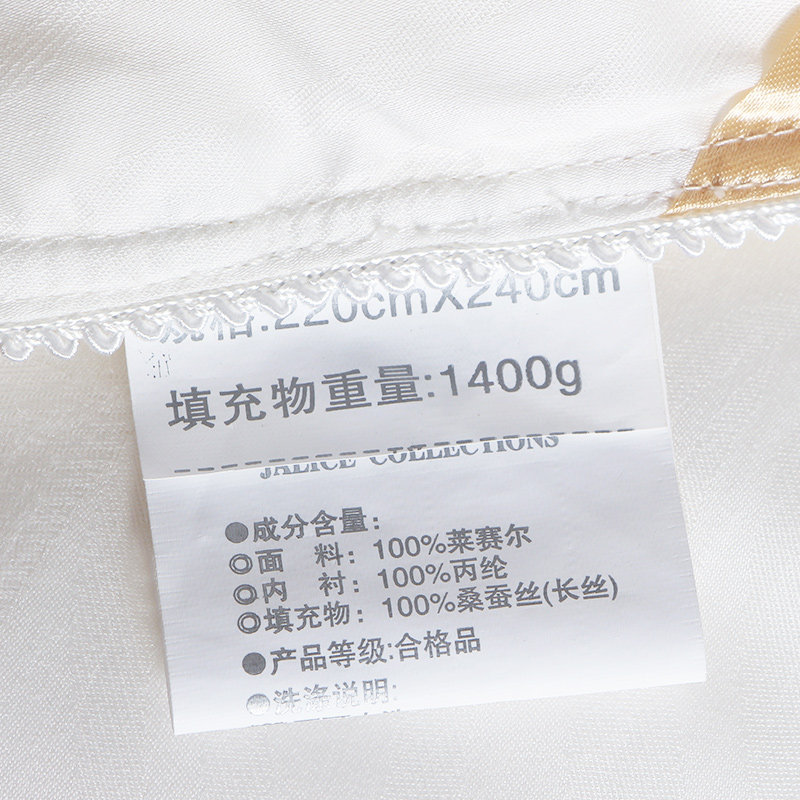 规格:220cmX240cm
填充物重量:1400g
JALICE COLLECTIONS
●成分含量:
◎面 料: 100%莱赛尔
◎内 衬: 100%丙纶
◎填充物: 100%桑蚕丝(长丝)
●产品等级:合格品
●洗涤说明: